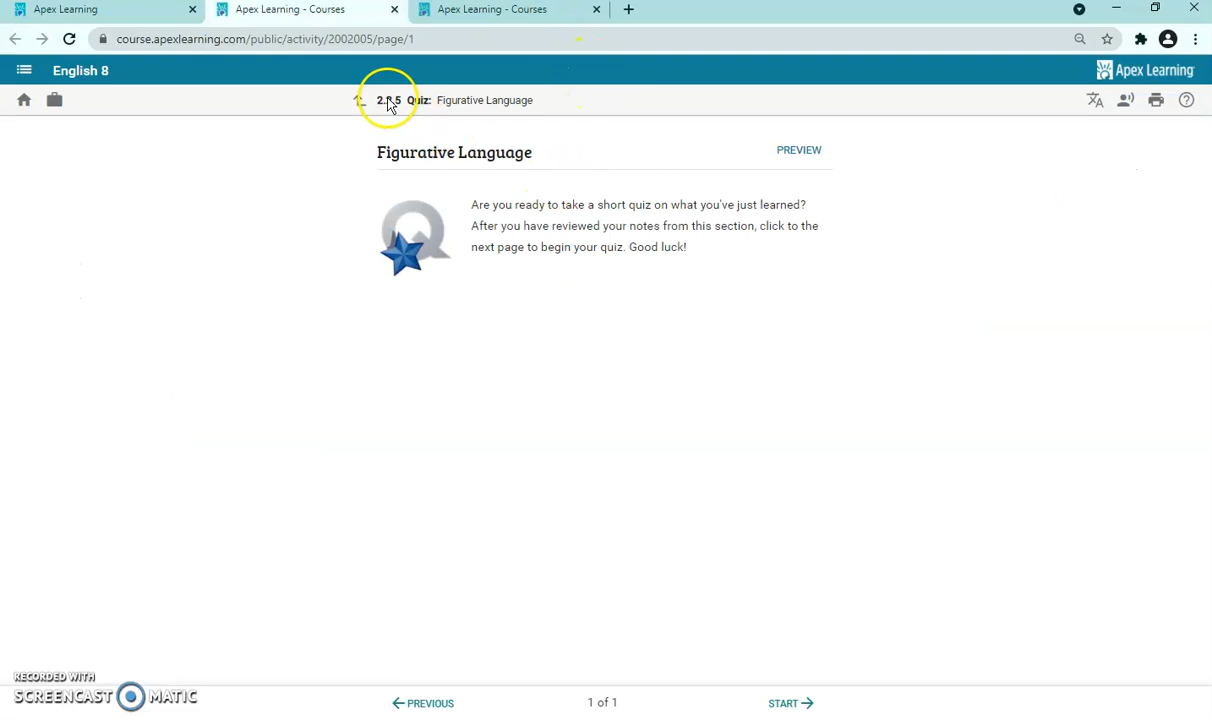 Apex Learning
Apex Learning - Courses
Apex Learning - Courses
course.apexlearning.com/public/activity/2002005/page/1
English 8
Apex Learning
Quiz: Figurative Language
Figurative Language
PREVIEW
Are you ready to take a short quiz on what you've just learned?
After you have reviewed your notes from this section, click to the
next page to begin your quiz. Good luck!
RECORDED WITH
SCREENCAST MATIC
PREVIOUS
1 of 1
START